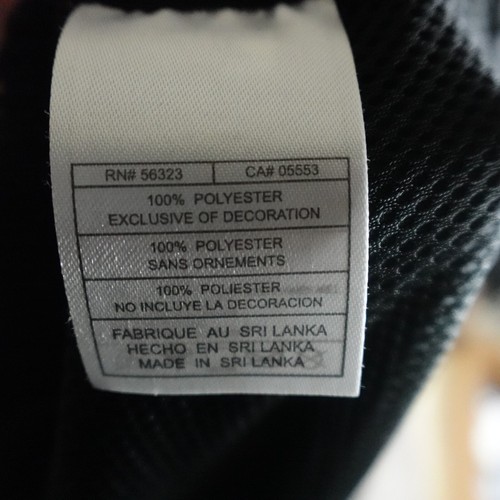 RN# 56323 CA# 05553
100% POLYESTER
EXCLUSIVE OF DECORATION
100% POLYESTER
SANS ORNEMENTS
100% POLIESTER
NO INCLUYE LA DECORACION
FABRIQUE AU SRI LANKA
HECHO EN SRI LANKA
MADE IN SRI LANKA